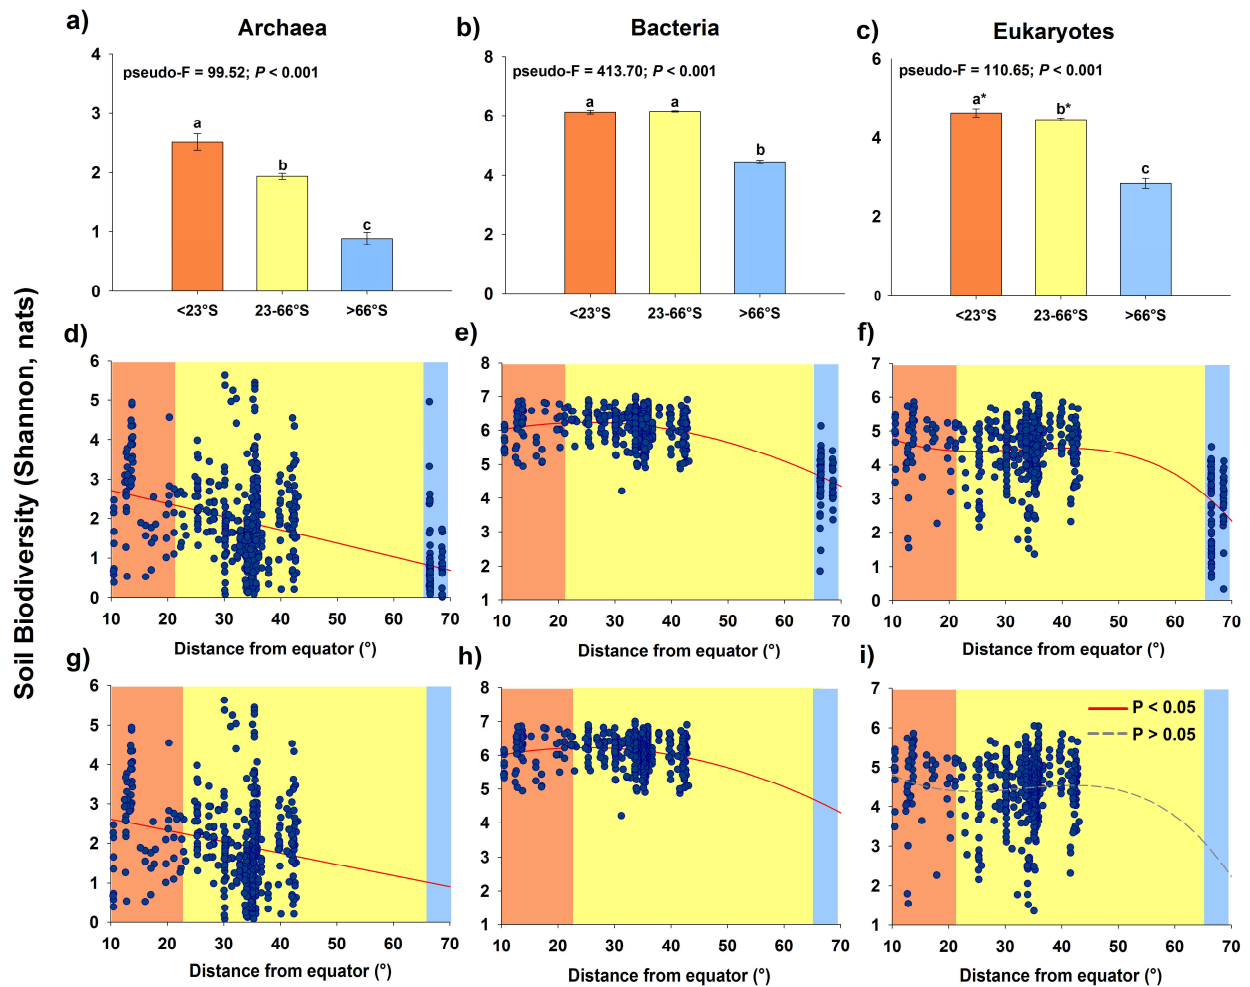 Soil Biodiversity (Shannon, nats)
a)
Archaea
4
3
2
1
0
pseudo-F = 99.52; P < 0.001
a
b
c
<23°S
23-66°S
>66°S
b)
Bacteria
8
6
4
2
0
pseudo-F = 413.70; P < 0.001
a
a
b
<23°S
23-66°S
>66°S
c)
Eukaryotes
6
4
2
0
pseudo-F = 110.65; P < 0.001
a*
b*
c
<23°S
23-66°S
>66°S
d)
6
5
4
3
2
1
0
10 20 30 40 50 60 70
Distance from equator (°)
e)
8
7
6
5
4
3
2
1
10 20 30 40 50 60 70
Distance from equator (°)
f)
7
6
5
4
3
2
1
0
10 20 30 40 50 60 70
Distance from equator (°)
g)
6
5
4
3
2
1
0
10 20 30 40 50 60 70
Distance from equator (°)
h)
8
7
6
5
4
3
2
1
10 20 30 40 50 60 70
Distance from equator (°)
i)
7
6
5
4
3
2
1
P < 0.05
P > 0.05
10 20 30 40 50 60 70
Distance from equator (°)